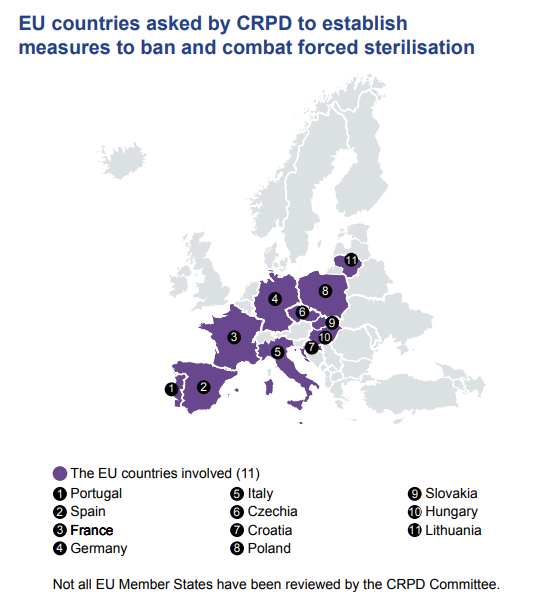 EU countries asked by CRPD to establish
measures to ban and combat forced sterilisation
11
4
8
6
9
3
10
7
5
1
2
The EU countries involved (11)
1 Portugal
2 Spain
3 France
4 Germany
5 Italy
6 Czechia
7 Croatia
8 Poland
9 Slovakia
10 Hungary
11 Lithuania
Not all EU Member States have been reviewed by the CRPD Committee.